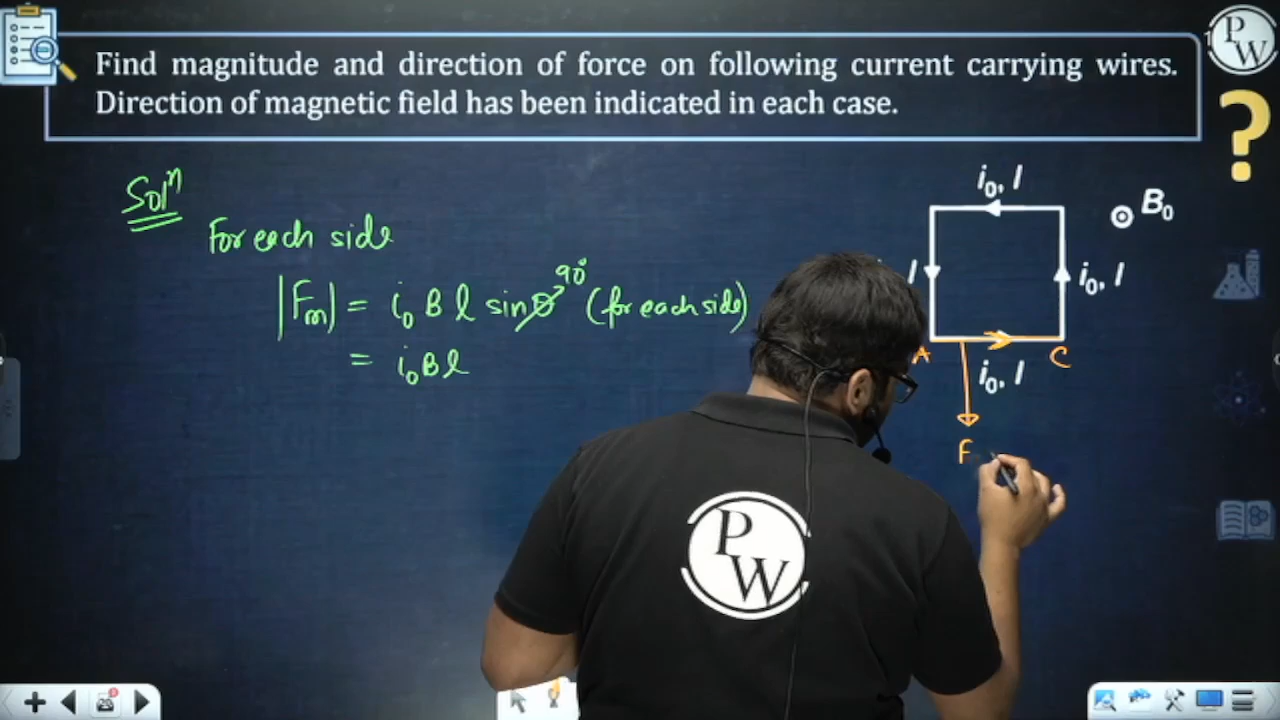 Find magnitude and direction of force on following current carrying wires.
Direction of magnetic field has been indicated in each case.
P
W
?
Solⁿ
For each side
|Fₘ| = i₀ B l sinθ 90° (for each side)
= i₀Bl
i₀, l
B₀
l
i₀, l
A
C
i₀, l
F
P
W